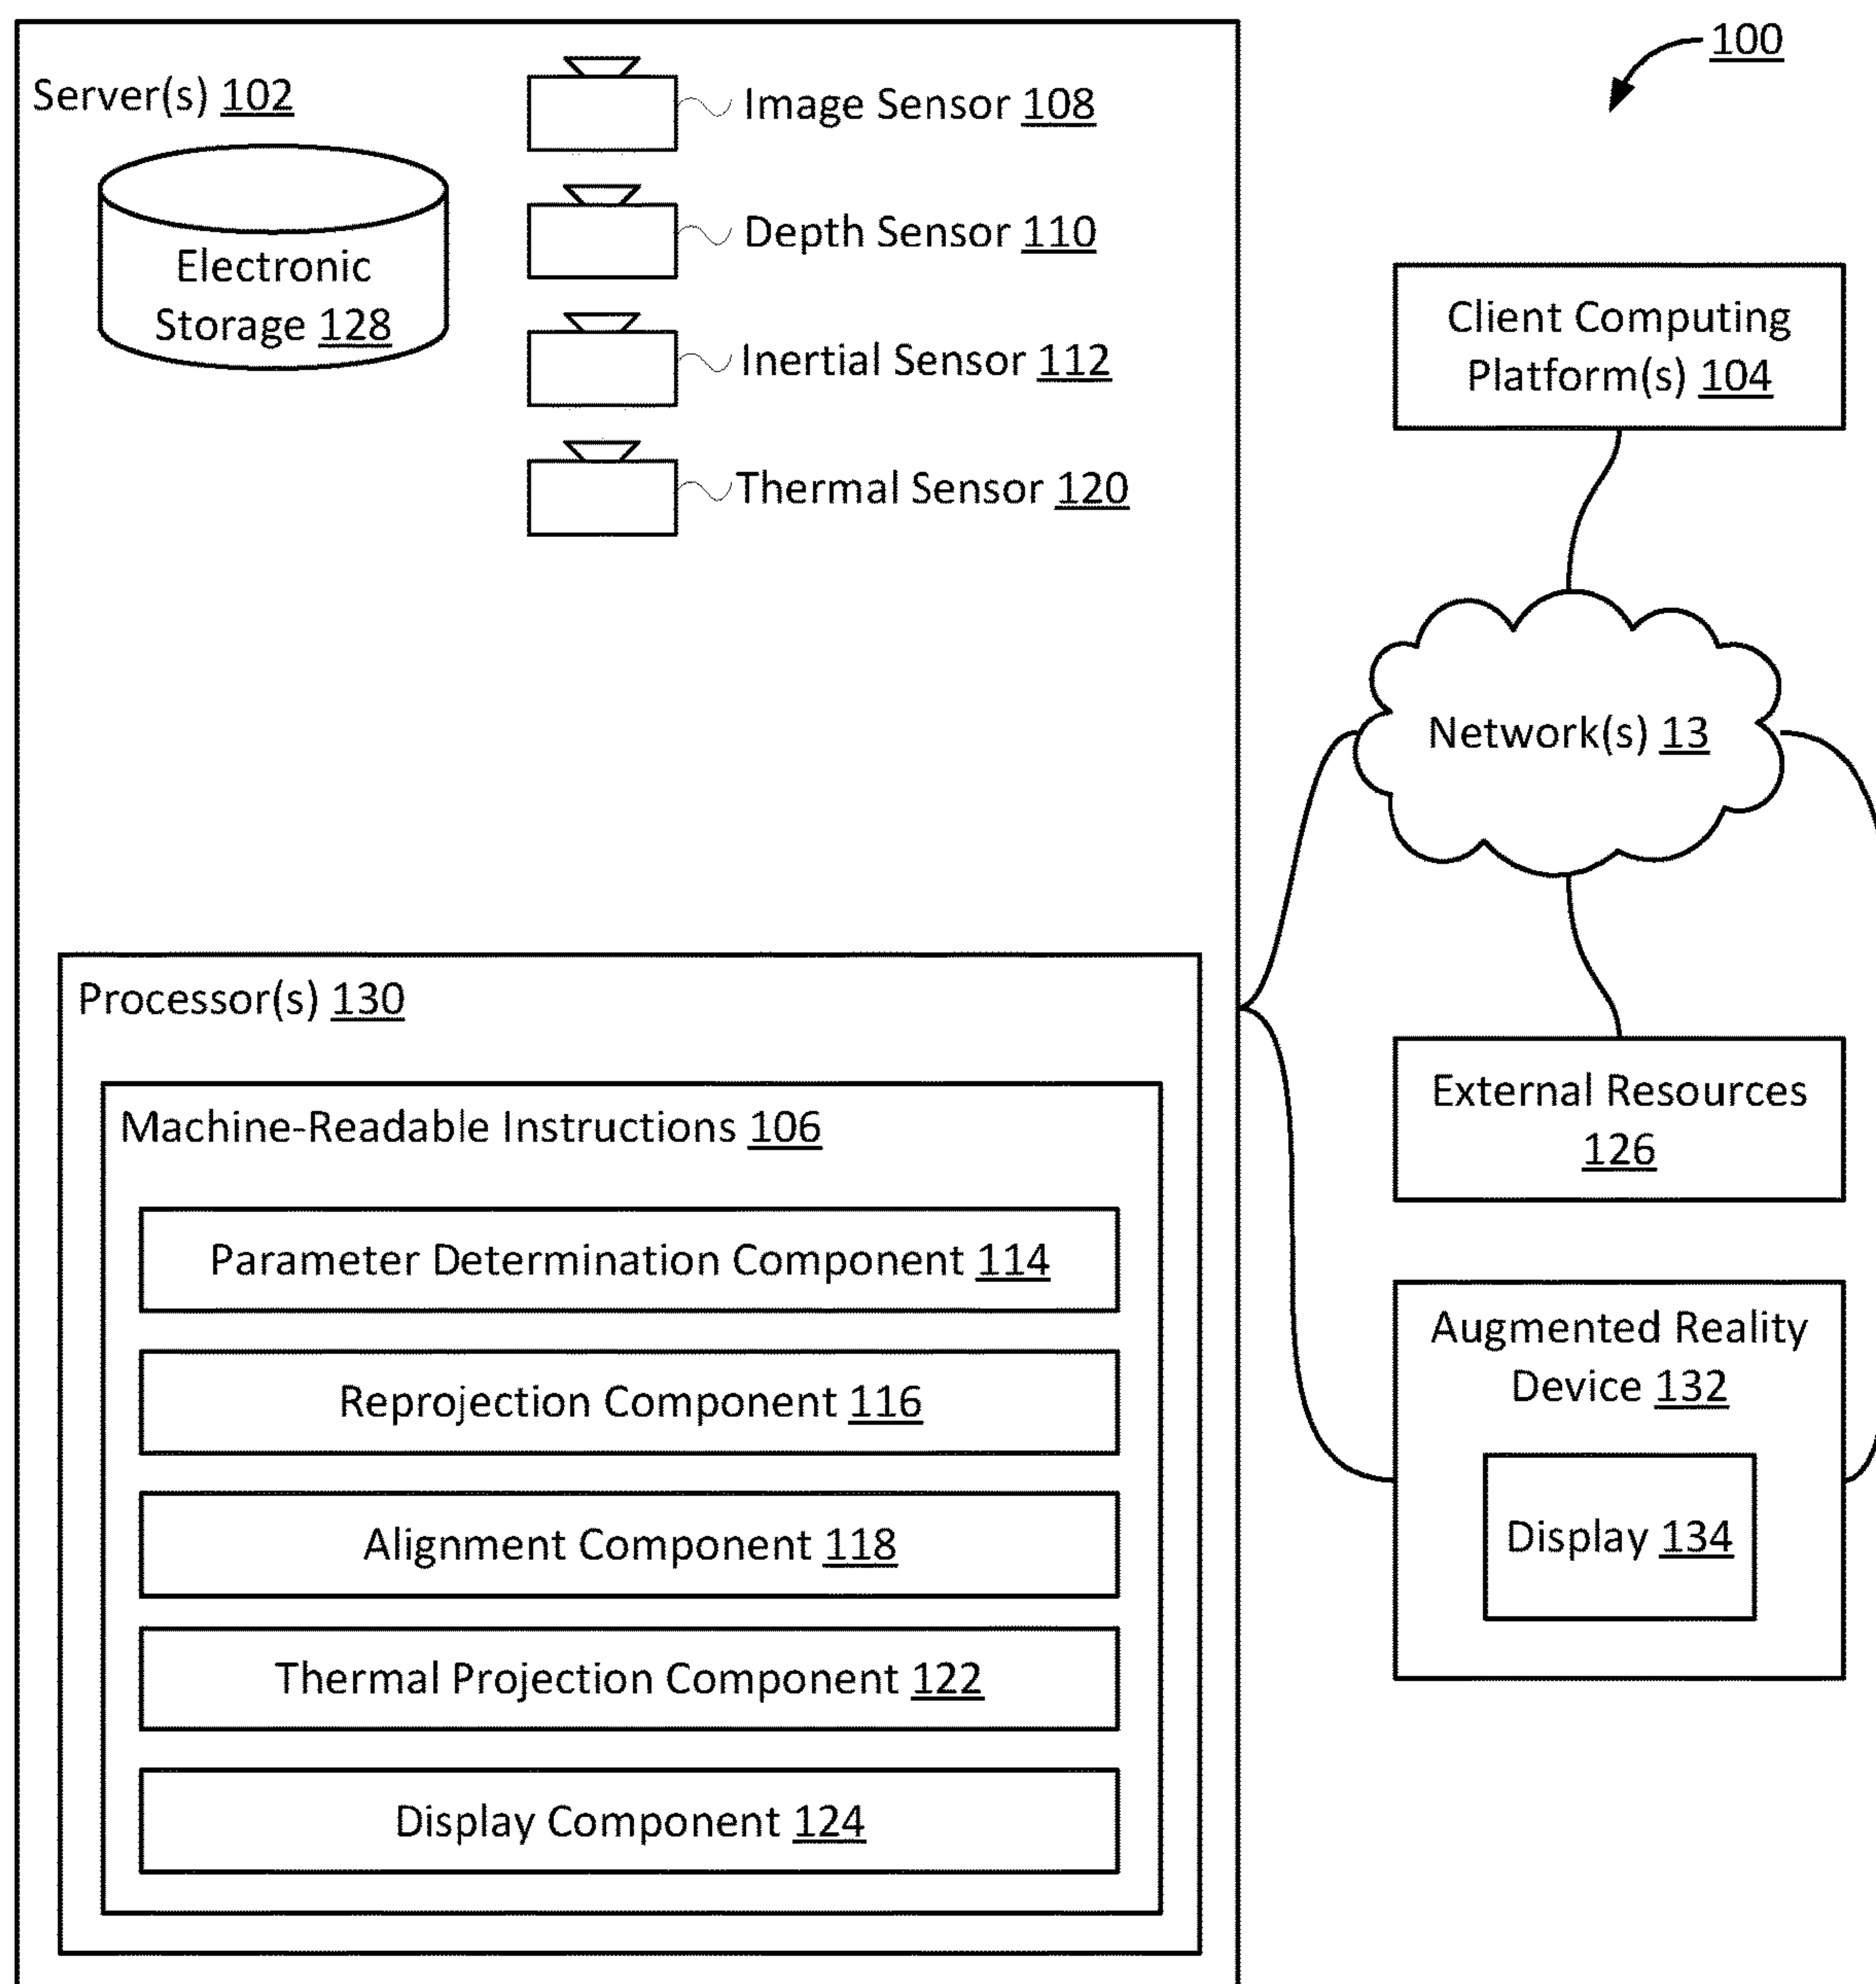 100
Server(s) 102
Image Sensor 108
Depth Sensor 110
Electronic
Storage 128
Inertial Sensor 112
Thermal Sensor 120
Client Computing
Platform(s) 104
Network(s) 13
Processor(s) 130
Machine-Readable Instructions 106
Parameter Determination Component 114
Reprojection Component 116
Alignment Component 118
Thermal Projection Component 122
Display Component 124
External Resources
126
Augmented Reality
Device 132
Display 134